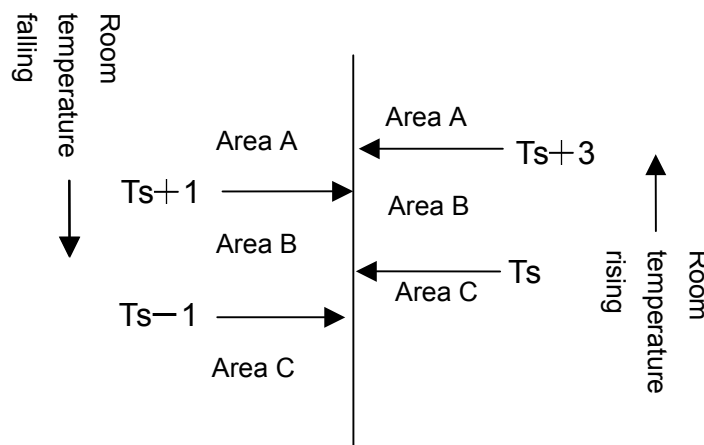 Room
temperature
falling
Area A
Ts+1
Area B
Ts−1
Area C
Area A
Ts+3
Area B
Ts
Area C
Room
temperature
rising